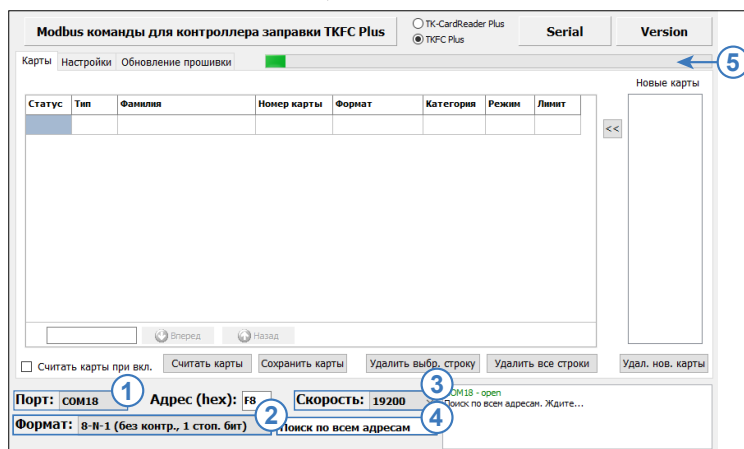 Modbus команды для контроллера заправки TKFC Plus
TK-CardReader Plus
TKFC Plus
Serial
Version
Карты
Настройки
Обновление прошивки
5
Новые карты
Статус Тип Фамилия Номер карты Формат Категория Режим Лимит
<<
Вперед
Назад
Считать карты при вкл.
Считать карты
Сохранить карты
Удалить выбр. строку
Удалить все строки
Удал. нов. карты
1
3
Порт: COM18
Адрес (hex): F8
Скорость: 19200
COM18 - open
Поиск по всем адресам. Ждите...
2
4
Формат: 8-N-1 (без контр., 1 стоп. бит)
Поиск по всем адресам